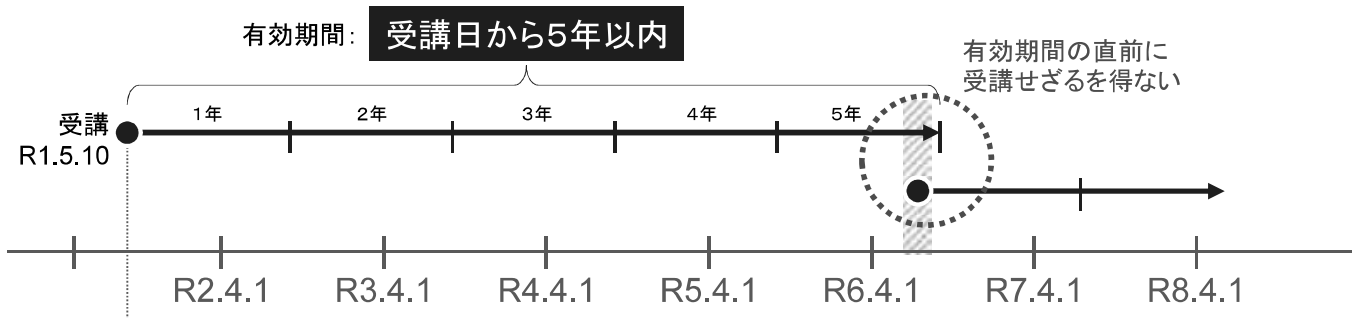 有効期間: 受講日から5年以内
有効期間の直前に
受講せざるを得ない
1年 2年 3年 4年 5年
受講
R1.5.10
R2.4.1 R3.4.1 R4.4.1 R5.4.1 R6.4.1 R7.4.1 R8.4.1